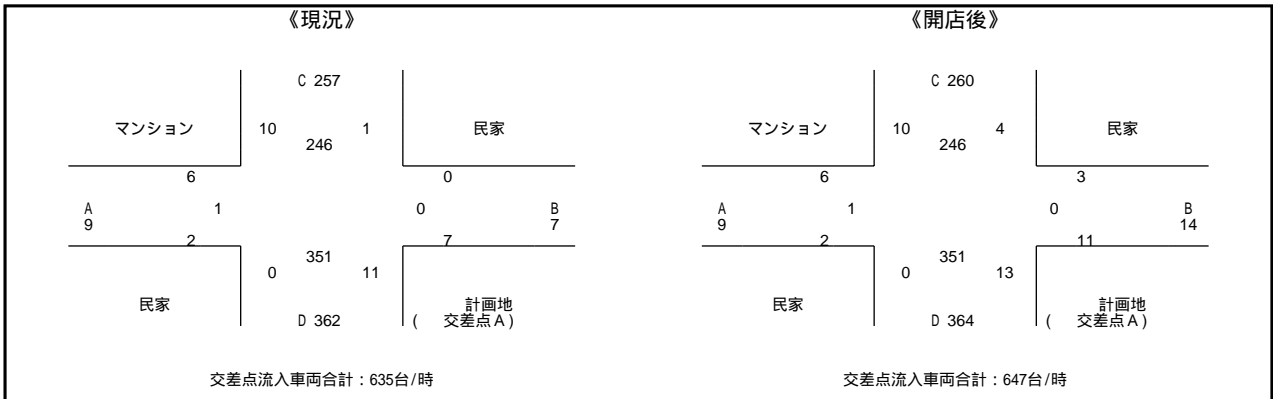 《現況》
C 257
マンション 10 1 民家
246
6 0
A 1 0 B
9 7
2 7
351
0 11
民家 計画地
D 362 ( 交差点A)
交差点流入車両合計：635台/時
《開店後》
C 260
マンション 10 4 民家
246
6 3
A 1 0 B
9 14
2 11
351
0 13
民家 計画地
D 364 ( 交差点A)
交差点流入車両合計：647台/時